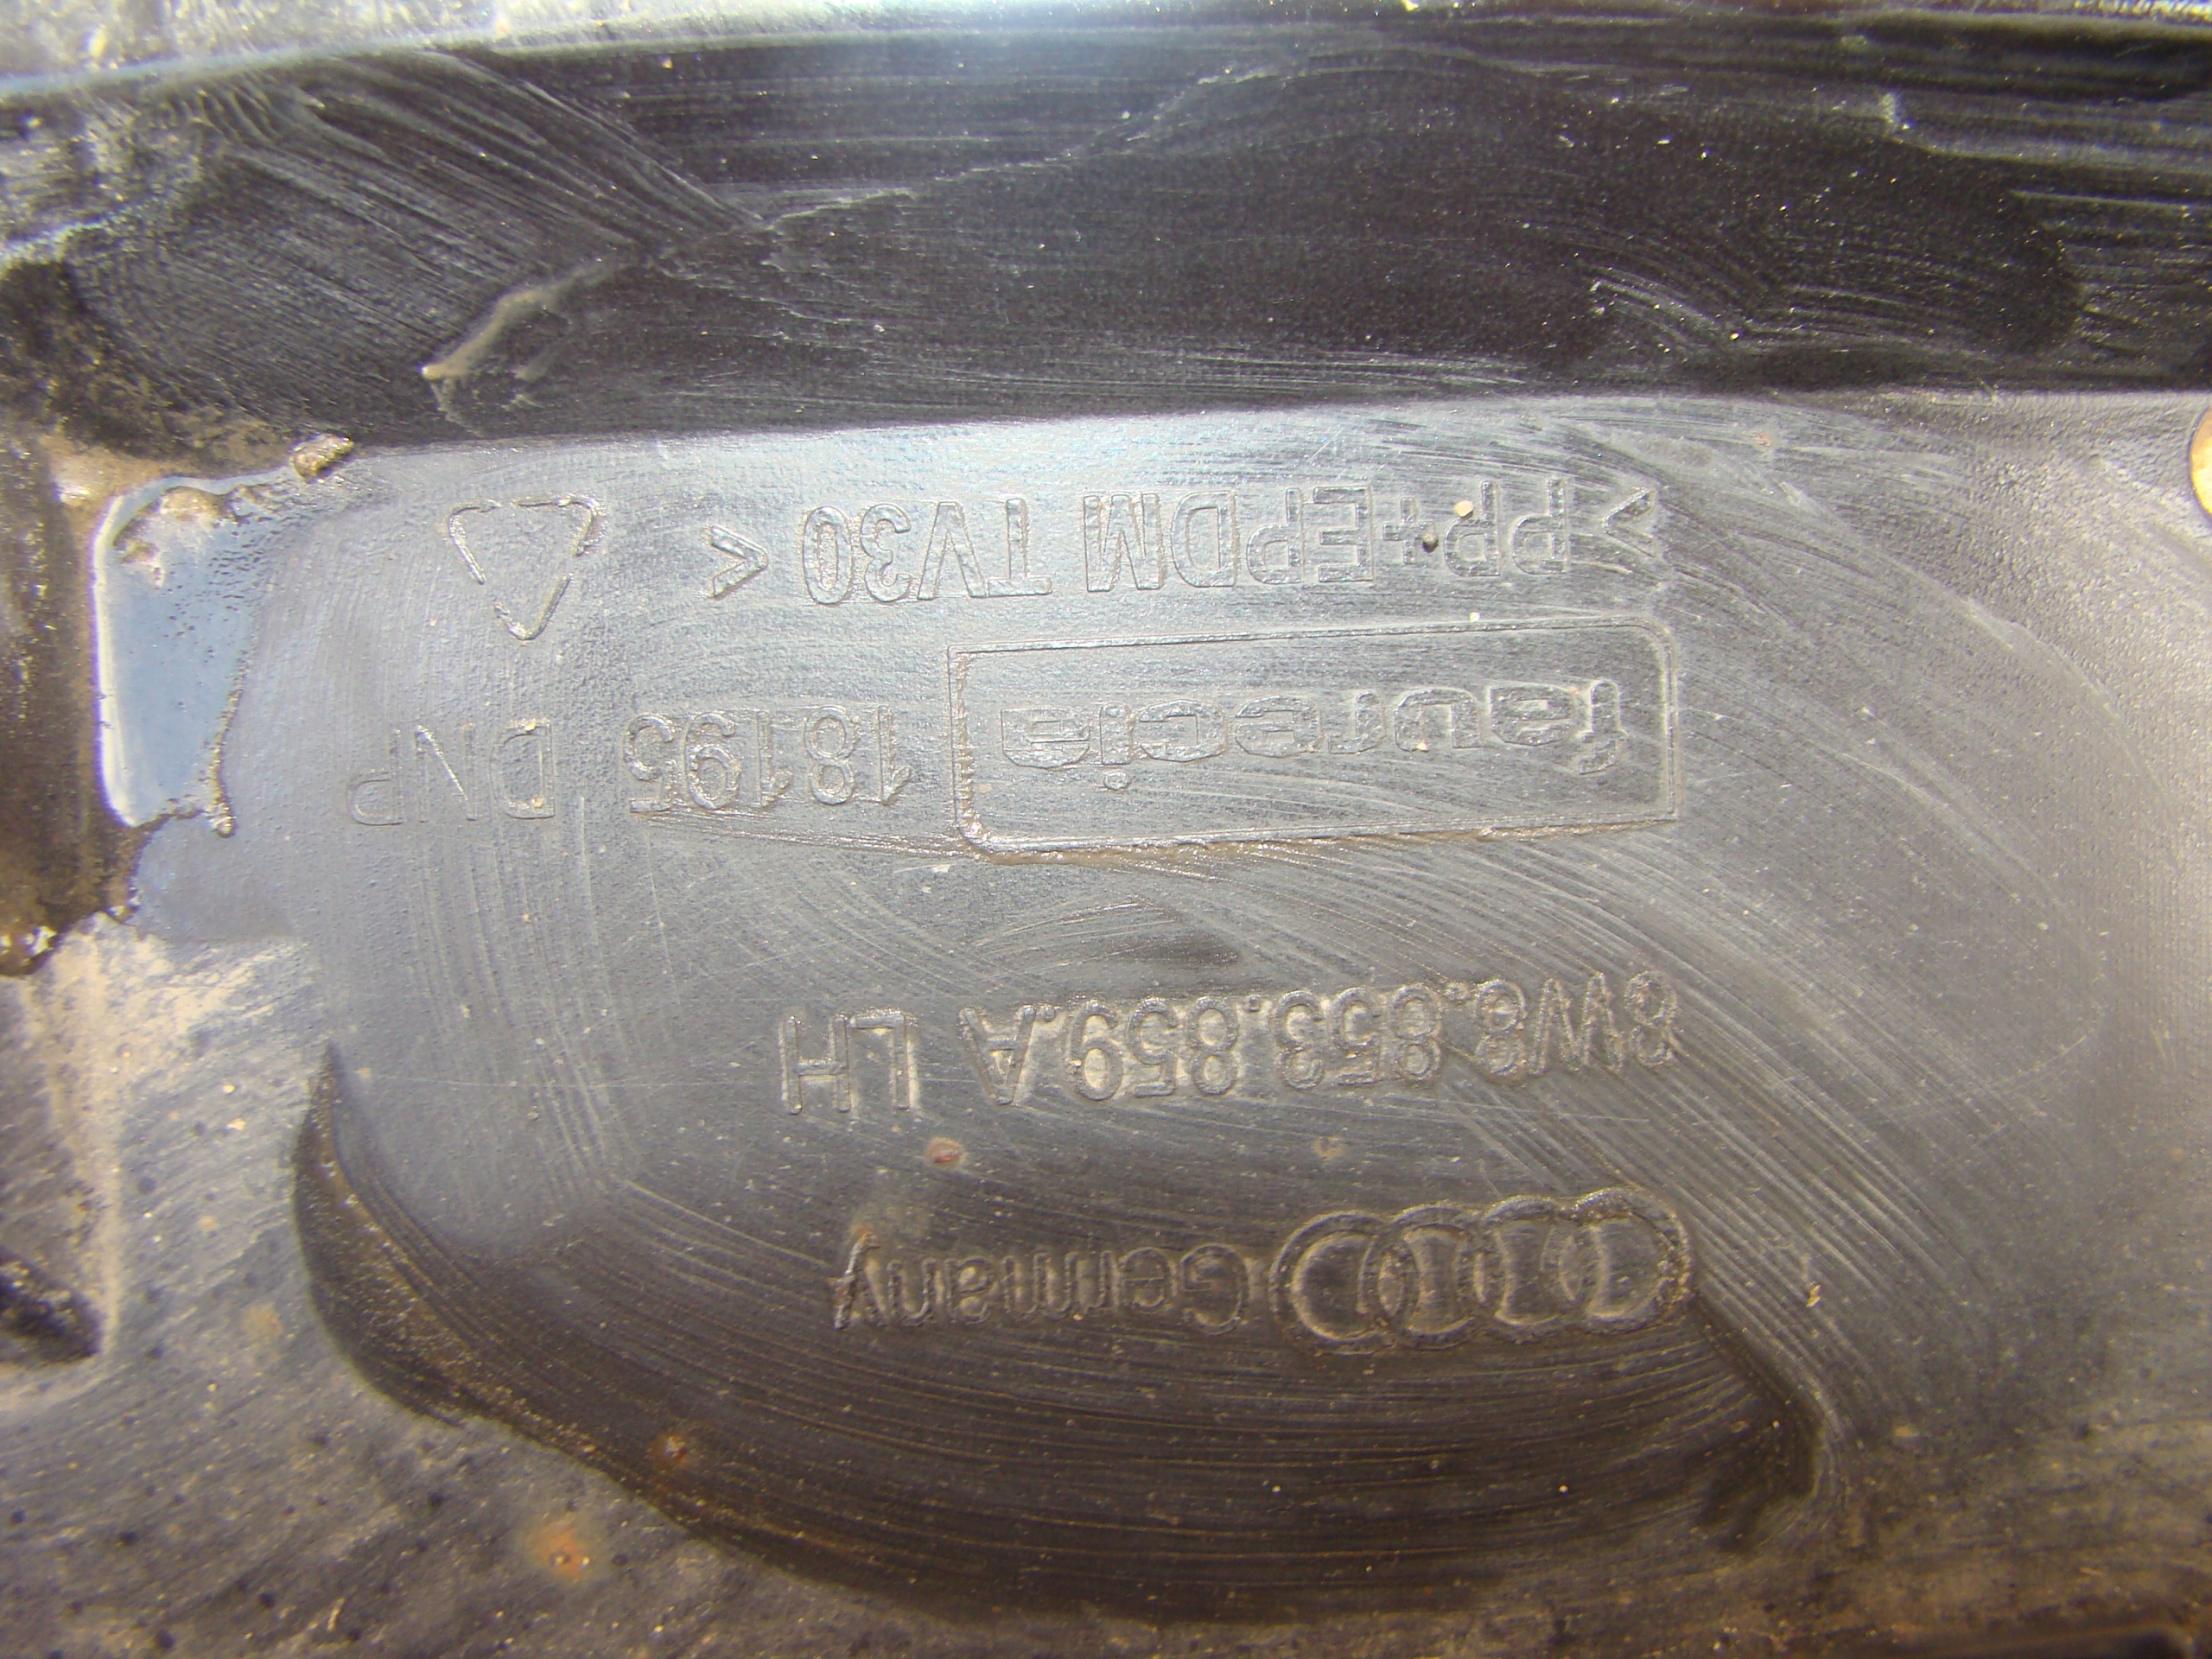 Germany
8W8.853.859.A LH
faurecia 18195 DNP
>PP+EPDM TV30<